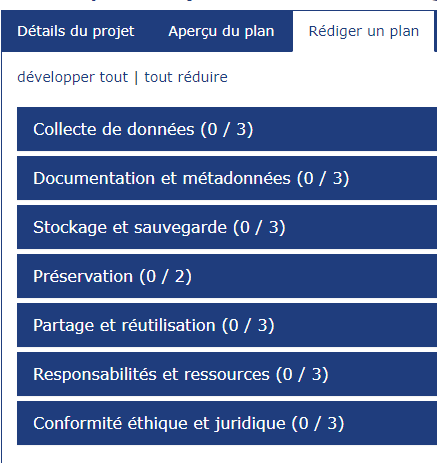 Détails du projet Aperçu du plan Rédiger un plan
développer tout | tout réduire
Collecte de données (0 / 3)
Documentation et métadonnées (0 / 3)
Stockage et sauvegarde (0 / 3)
Préservation (0 / 2)
Partage et réutilisation (0 / 3)
Responsabilités et ressources (0 / 3)
Conformité éthique et juridique (0 / 3)